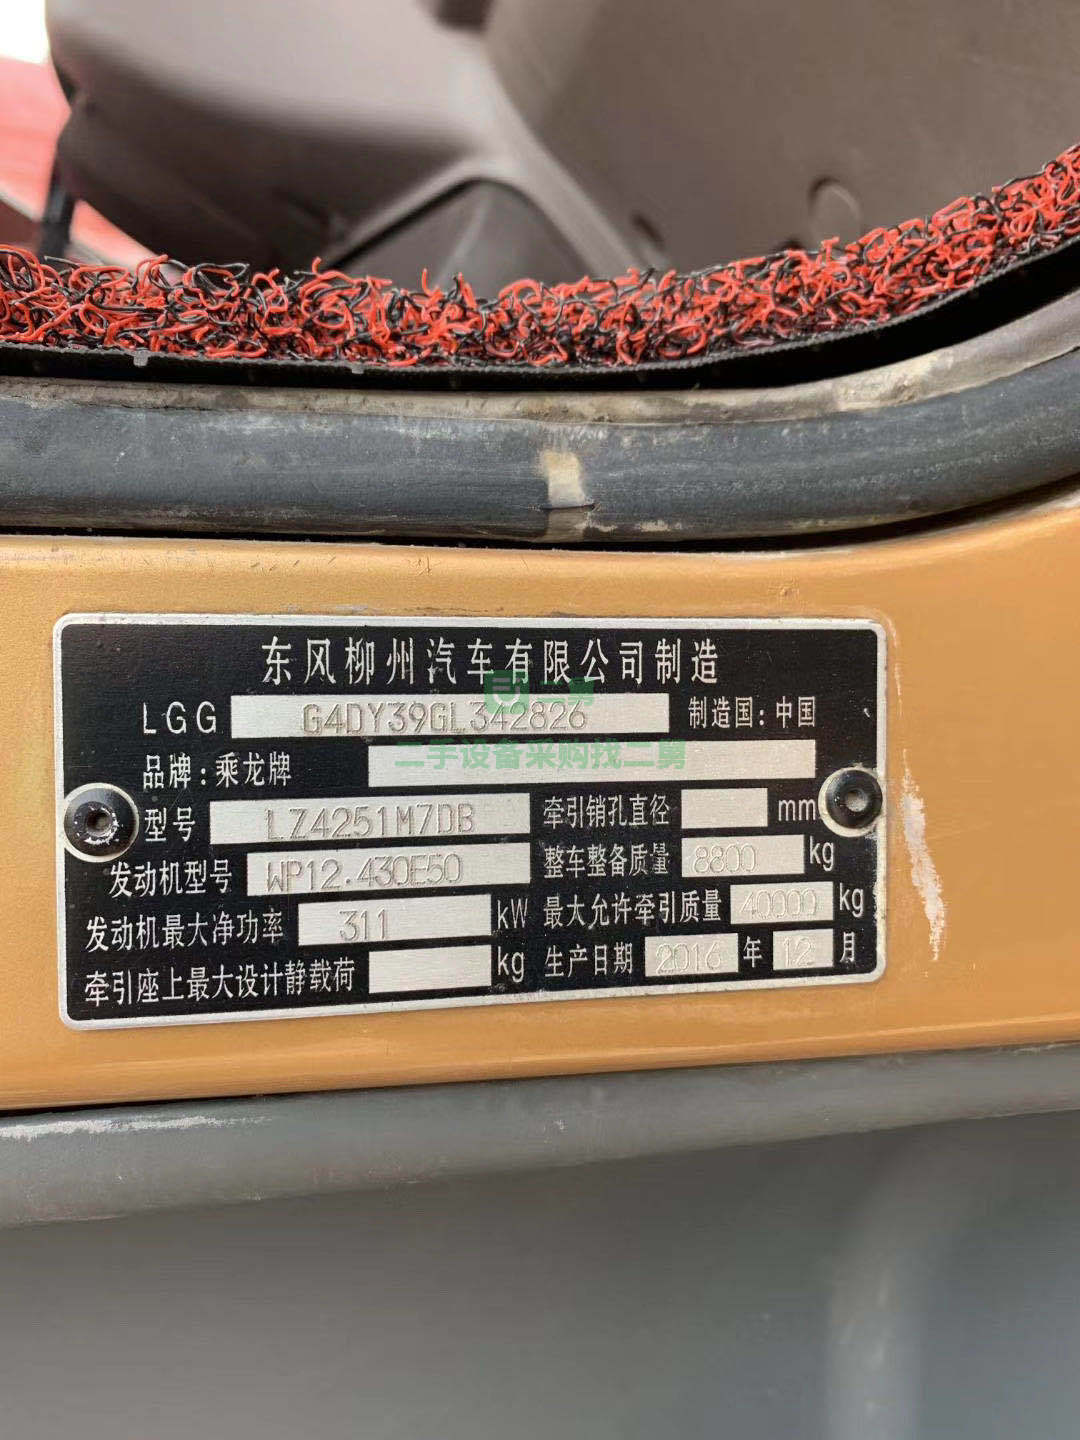 东风柳州汽车有限公司制造
二舅
LGG G4DY39GL342826 制造国:中国
二手设备采购找二舅
品牌:乘龙牌
型号 LZ4251M7DB 牵引销孔直径 mm
发动机型号 WP12.430E50 整车整备质量 8800 kg
发动机最大净功率 311 kW 最大允许牵引质量 40000 kg
牵引座上最大设计静载荷 kg 生产日期 2016 年 12 月